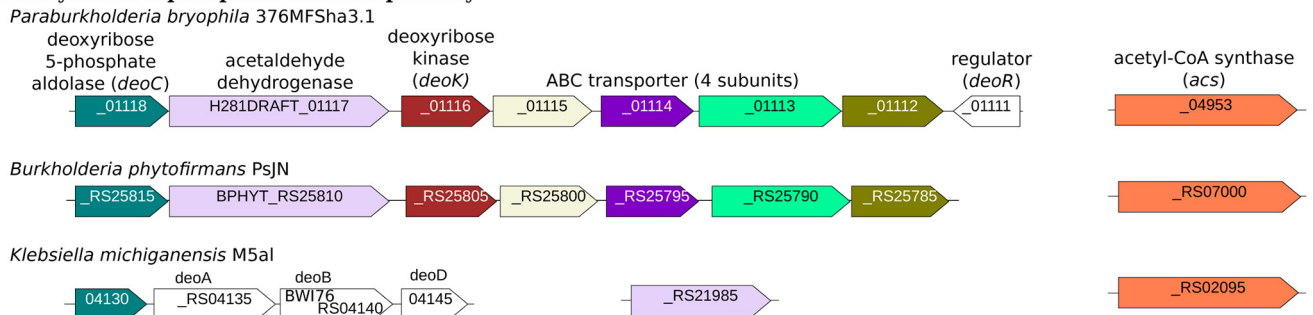 Paraburkholderia bryophila 376MFSha3.1
deoxyribose
5-phosphate
aldolase (deoC)
acetaldehyde
dehydrogenase
deoxyribose
kinase
(deoK)
ABC transporter (4 subunits)
regulator
(deoR)
acetyl-CoA synthase
(acs)
_01118 H281DRAFT_01117 _01116 _01115 _01114 _01113 _01112 _01111 _04953
Burkholderia phytofirmans PsJN
_RS25815 BPHYT_RS25810 _RS25805 _RS25800 _RS25795 _RS25790 _RS25785 _RS07000
Klebsiella michiganensis M5al
deoA deoB deoD
04130 _RS04135 BWI76_RS04140 04145 _RS21985 _RS02095